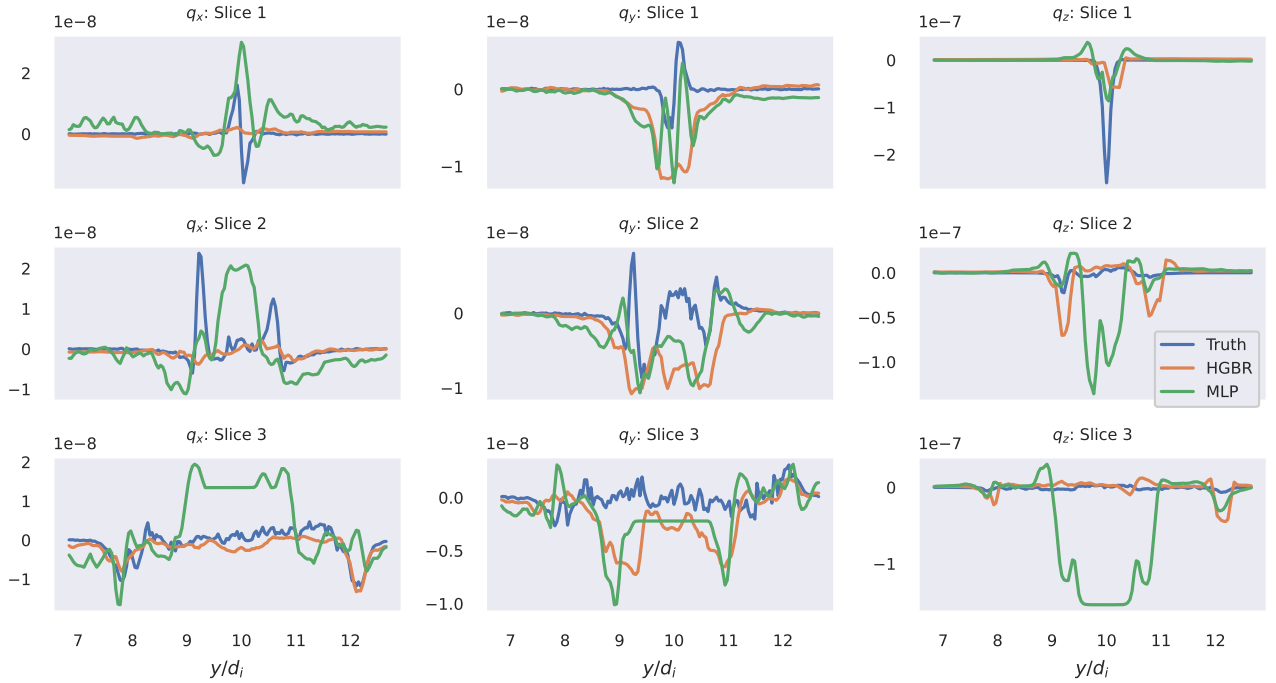 q_x: Slice 1
q_y: Slice 1
q_z: Slice 1
1e−8
1e−8
1e−7
2
0
0
−1
0
−1
−2
q_x: Slice 2
q_y: Slice 2
q_z: Slice 2
1e−8
1e−8
1e−7
2
1
0
−1
0
−1
0.0
−0.5
−1.0
Truth
HGBR
MLP
q_x: Slice 3
q_y: Slice 3
q_z: Slice 3
1e−8
1e−8
1e−7
2
1
0
−1
0.0
−0.5
−1.0
0
−1
7 8 9 10 11 12
7 8 9 10 11 12
7 8 9 10 11 12
y/d_i
y/d_i
y/d_i